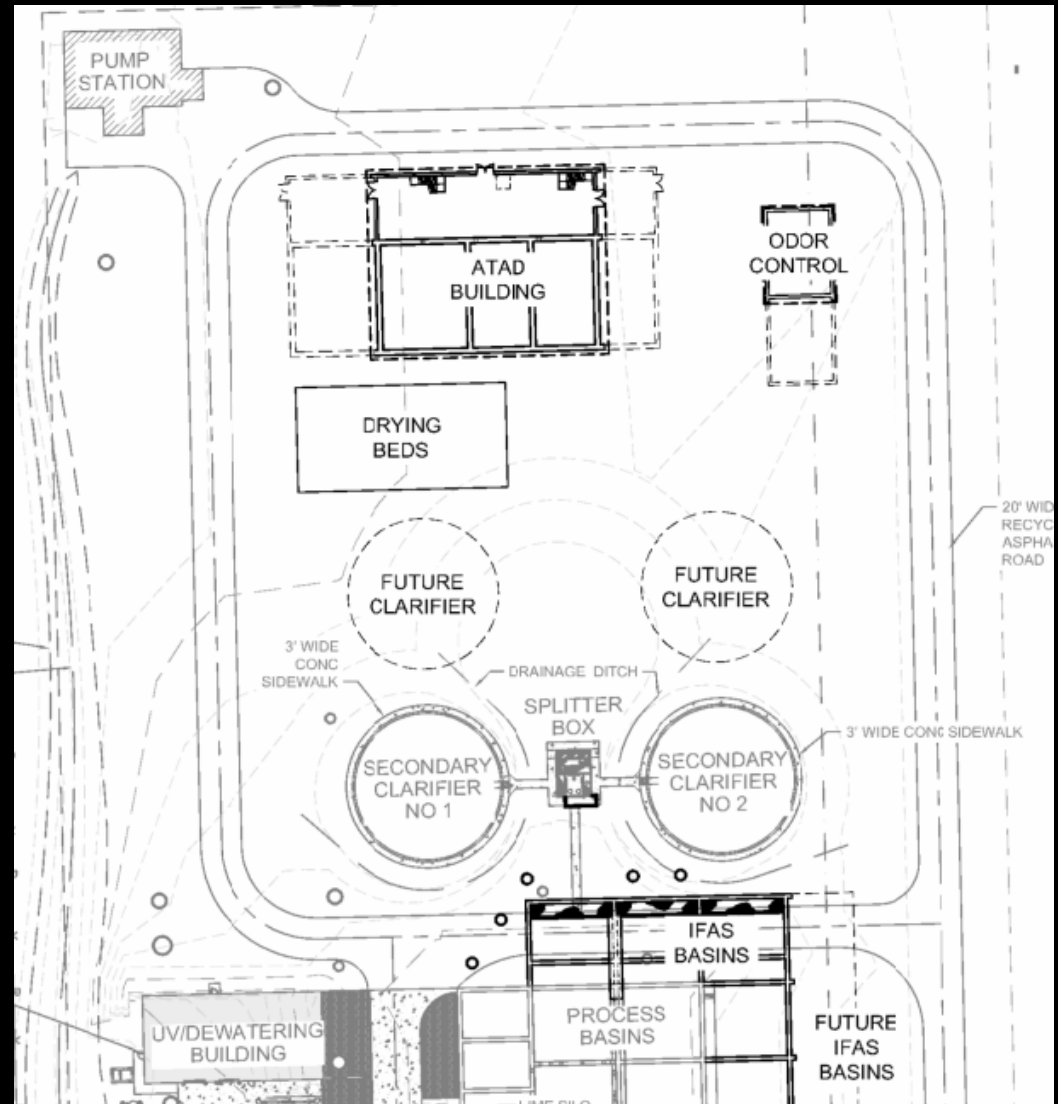 PUMP
STATION
ODOR
CONTROL
ATAD
BUILDING
DRYING
BEDS
20' WID
RECYC
ASPHA
ROAD
FUTURE
CLARIFIER
FUTURE
CLARIFIER
3' WIDE
CONC
SIDEWALK
DRAINAGE DITCH
SPLITTER
BOX
3' WIDE CONC SIDEWALK
SECONDARY
CLARIFIER
NO 1
SECONDARY
CLARIFIER
NO 2
IFAS
BASINS
PROCESS
BASINS
UV/DEWATERING
BUILDING
FUTURE
IFAS
BASINS
LIME SILO